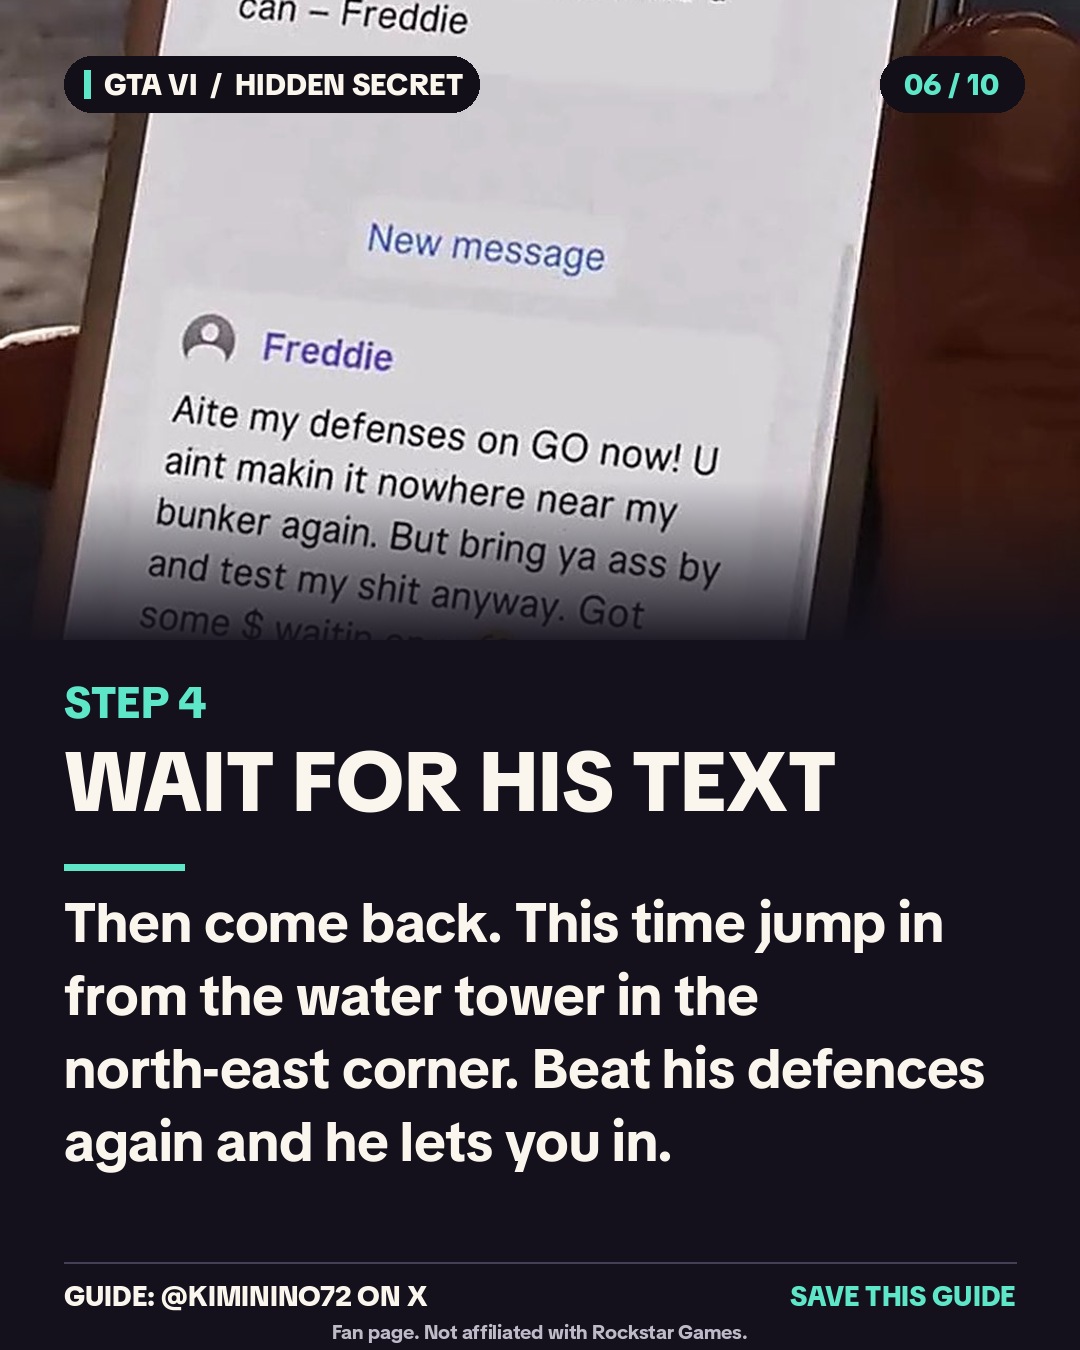 can – Freddie
GTA VI / HIDDEN SECRET
06 / 10
New message
Freddie
Aite my defenses on GO now! U
aint makin it nowhere near my
bunker again. But bring ya ass by
and test my shit anyway. Got
some $ waitin
STEP 4
WAIT FOR HIS TEXT
Then come back. This time jump in
from the water tower in the
north-east corner. Beat his defences
again and he lets you in.
GUIDE: @KIMININO72 ON X
SAVE THIS GUIDE
Fan page. Not affiliated with Rockstar Games.